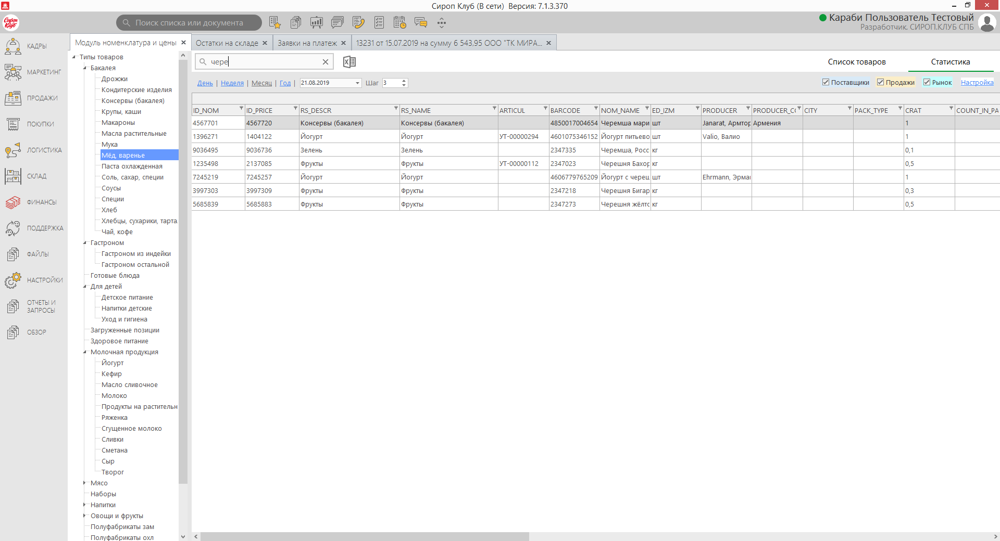 Сироп Клуб (В сети) Версия: 7.1.3.370
Сироп Клуб
Поиск списка или документа
Караби Пользователь Тестовый
Разработчик. СИРОП.КЛУБ СПБ
КАДРЫ
МАРКЕТИНГ
ПРОДАЖИ
ПОКУПКИ
ЛОГИСТИКА
СКЛАД
ФИНАНСЫ
ПОДДЕРЖКА
ФАЙЛЫ
НАСТРОЙКИ
ОТЧЕТЫ И
ЗАПРОСЫ
ОБЗОР
Модуль номенклатура и цены
Остатки на складе
Заявки на платеж
13231 от 15.07.2019 на сумму 6 543,95 ООО "ТК МИРА...
Типы товаров
Бакалея
Дрожжи
Кондитерские изделия
Консервы (бакалея)
Крупы, каши
Макароны
Масла растительные
Мука
Мёд, варенье
Паста охлажденная
Соль, сахар, специи
Соусы
Специи
Хлеб
Хлебцы, сухарики, тарта
Чай, кофе
Гастроном
Гастроном из индейки
Гастроном остальной
Готовые блюда
Для детей
Детское питание
Напитки детские
Уход и гигиена
Загруженные позиции
Здоровое питание
Молочная продукция
Йогурт
Кефир
Масло сливочное
Молоко
Продукты на растительн
Ряженка
Сгущенное молоко
Сливки
Сметана
Сыр
Творог
Мясо
Наборы
Напитки
Овощи и фрукты
Полуфабрикаты зам
Полуфабрикаты охл
чере
Список товаров
Статистика
День | Неделя | Месяц | Год | 21.08.2019 Шаг 3
Поставщики Продажи Рынок Настройка
ID_NOM ID_PRICE RS_DESCR RS_NAME ARTICUL BARCODE NOM_NAME ED_IZM PRODUCER PRODUCER_CO CITY PACK_TYPE CRAT COUNT_IN_PA
4567701 4567720 Консервы (бакалея) Консервы (бакалея) 4850017004654 Черемша мари шт Janarat, Армтор Армения 1
1396271 1404122 Йогурт Йогурт УТ-00000294 4601075346152 Йогурт питьево шт Valio, Валио 1
9036495 9036736 Зелень Зелень 2347335 Черемша, Росс кг 0,1
1235498 2137085 Фрукты Фрукты УТ-00000112 2347023 Черешня Бахор кг 0,5
7245219 7245257 Йогурт Йогурт 4606779765209 Йогурт с череш шт Ehrmann, Эрман 1
3997303 3997309 Фрукты Фрукты 2347218 Черешня Бигар кг 0,3
5685839 5685883 Фрукты Фрукты 2347273 Черешня жёлто кг 0,5